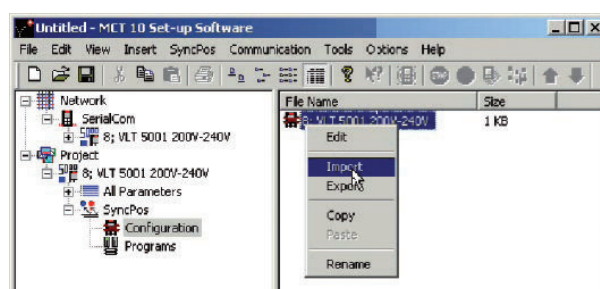 Untitled - MCT 10 Set-up Software
File Edit View Insert SyncPos Communication Tools Options Help
Network
SerialCom
8; VLT 5001 200V-240V
Project
8; VLT 5001 200V-240V
All Parameters
SyncPos
Configuration
Programs
File Name Size
8; VLT 5001 200V-240V 1 KB
Edit
Import
Export
Copy
Paste
Rename